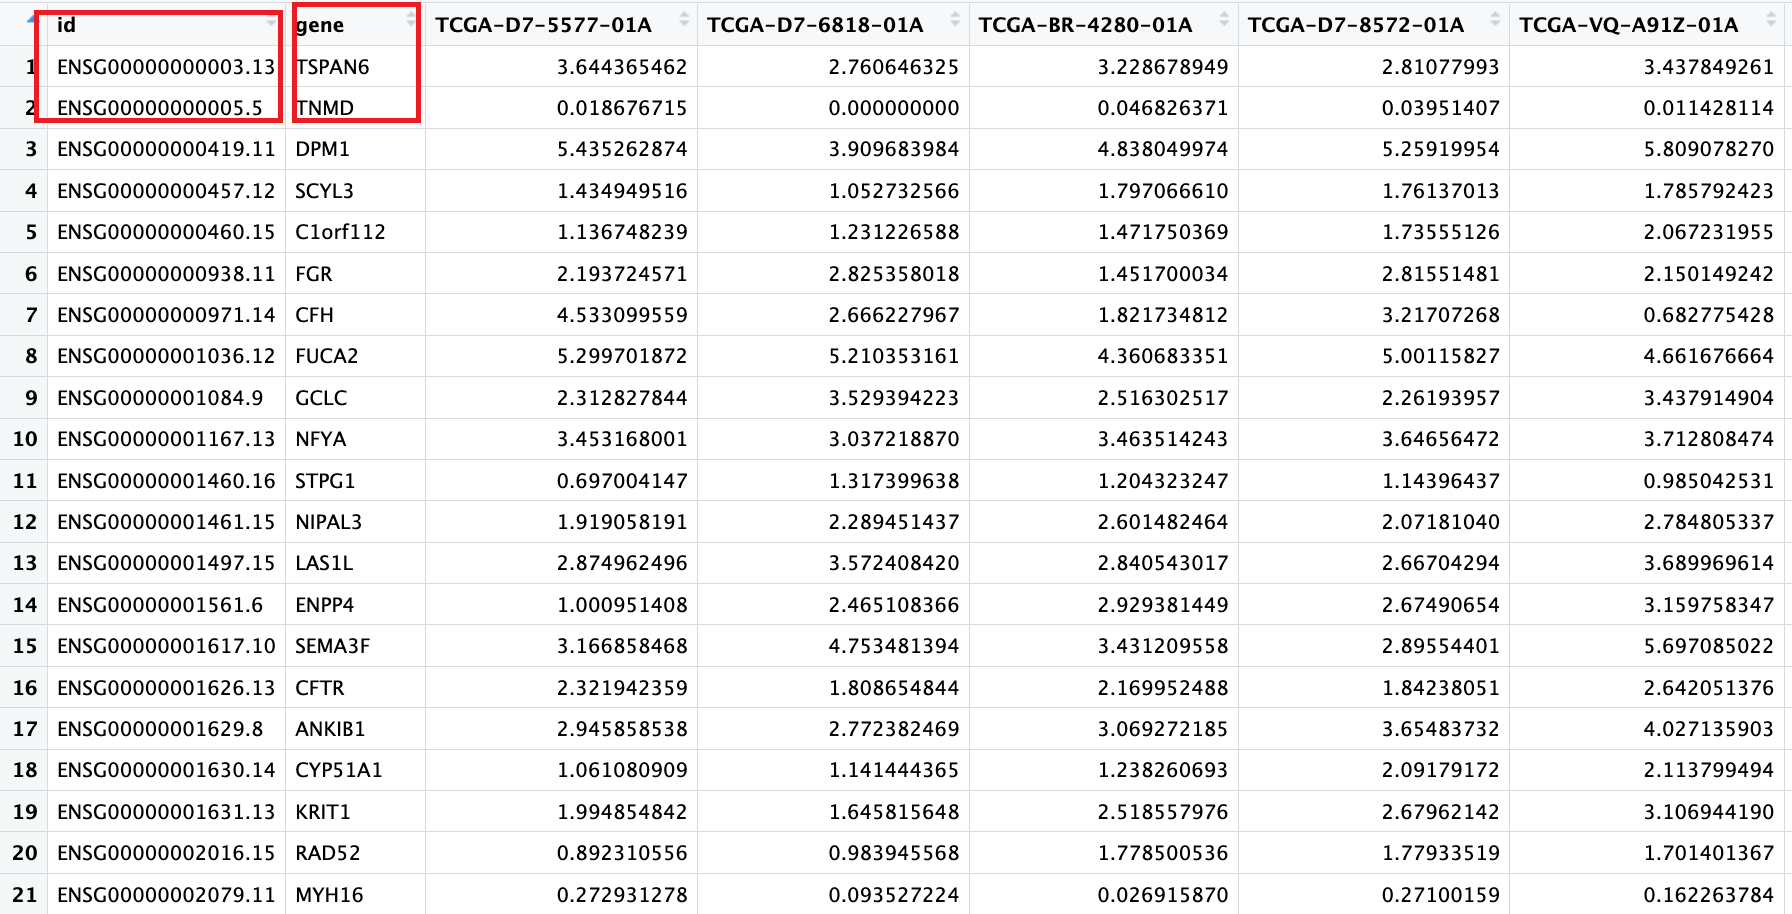 id gene TCGA-D7-5577-01A TCGA-D7-6818-01A TCGA-BR-4280-01A TCGA-D7-8572-01A TCGA-VQ-A91Z-01A
1 ENSG00000000003.13 TSPAN6 3.644365462 2.760646325 3.228678949 2.81077993 3.437849261
2 ENSG00000000005.5 TNMD 0.018676715 0.000000000 0.046826371 0.03951407 0.011428114
3 ENSG00000000419.11 DPM1 5.435262874 3.909683984 4.838049974 5.25919954 5.809078270
4 ENSG00000000457.12 SCYL3 1.434949516 1.052732566 1.797066610 1.76137013 1.785792423
5 ENSG00000000460.15 C1orf112 1.136748239 1.231226588 1.471750369 1.73555126 2.067231955
6 ENSG00000000938.11 FGR 2.193724571 2.825358018 1.451700034 2.81551481 2.150149242
7 ENSG00000000971.14 CFH 4.533099559 2.666227967 1.821734812 3.21707268 0.682775428
8 ENSG00000001036.12 FUCA2 5.299701872 5.210353161 4.360683351 5.00115827 4.661676664
9 ENSG00000001084.9 GCLC 2.312827844 3.529394223 2.516302517 2.26193957 3.437914904
10 ENSG00000001167.13 NFYA 3.453168001 3.037218870 3.463514243 3.64656472 3.712808474
11 ENSG00000001460.16 STPG1 0.697004147 1.317399638 1.204323247 1.14396437 0.985042531
12 ENSG00000001461.15 NIPAL3 1.919058191 2.289451437 2.601482464 2.07181040 2.784805337
13 ENSG00000001497.15 LAS1L 2.874962496 3.572408420 2.840543017 2.66704294 3.689969614
14 ENSG00000001561.6 ENPP4 1.000951408 2.465108366 2.929381449 2.67490654 3.159758347
15 ENSG00000001617.10 SEMA3F 3.166858468 4.753481394 3.431209558 2.89554401 5.697085022
16 ENSG00000001626.13 CFTR 2.321942359 1.808654844 2.169952488 1.84238051 2.642051376
17 ENSG00000001629.8 ANKIB1 2.945858538 2.772382469 3.069272185 3.65483732 4.027135903
18 ENSG00000001630.14 CYP51A1 1.061080909 1.141444365 1.238260693 2.09179172 2.113799494
19 ENSG00000001631.13 KRIT1 1.994854842 1.645815648 2.518557976 2.67962142 3.106944190
20 ENSG00000002016.15 RAD52 0.892310556 0.983945568 1.778500536 1.77933519 1.701401367
21 ENSG00000002079.11 MYH16 0.272931278 0.093527224 0.026915870 0.27100159 0.162263784